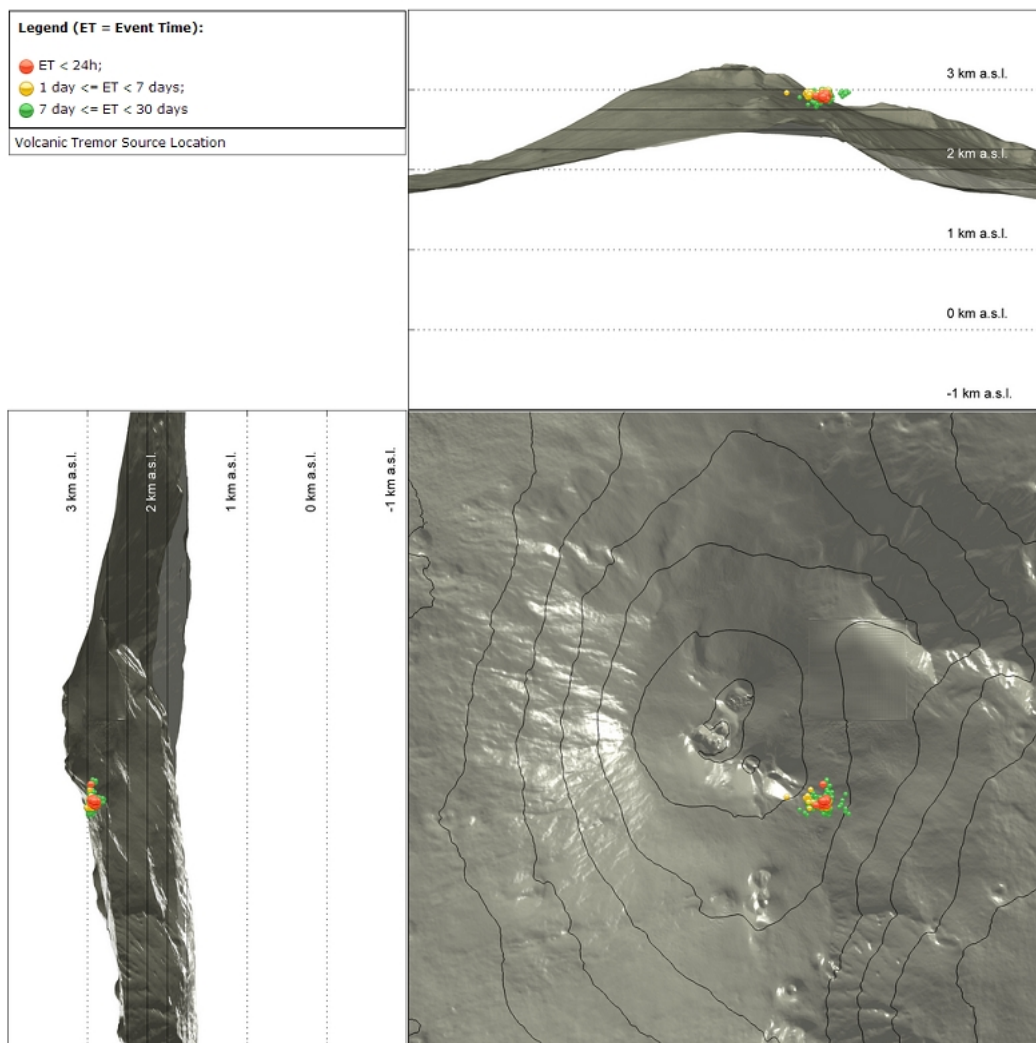 Legend (ET = Event Time):
ET < 24h;
1 day <= ET < 7 days;
7 day <= ET < 30 days
Volcanic Tremor Source Location
3 km a.s.l.
2 km a.s.l.
1 km a.s.l.
0 km a.s.l.
-1 km a.s.l.
3 km a.s.l.
2 km a.s.l.
1 km a.s.l.
0 km a.s.l.
-1 km a.s.l.